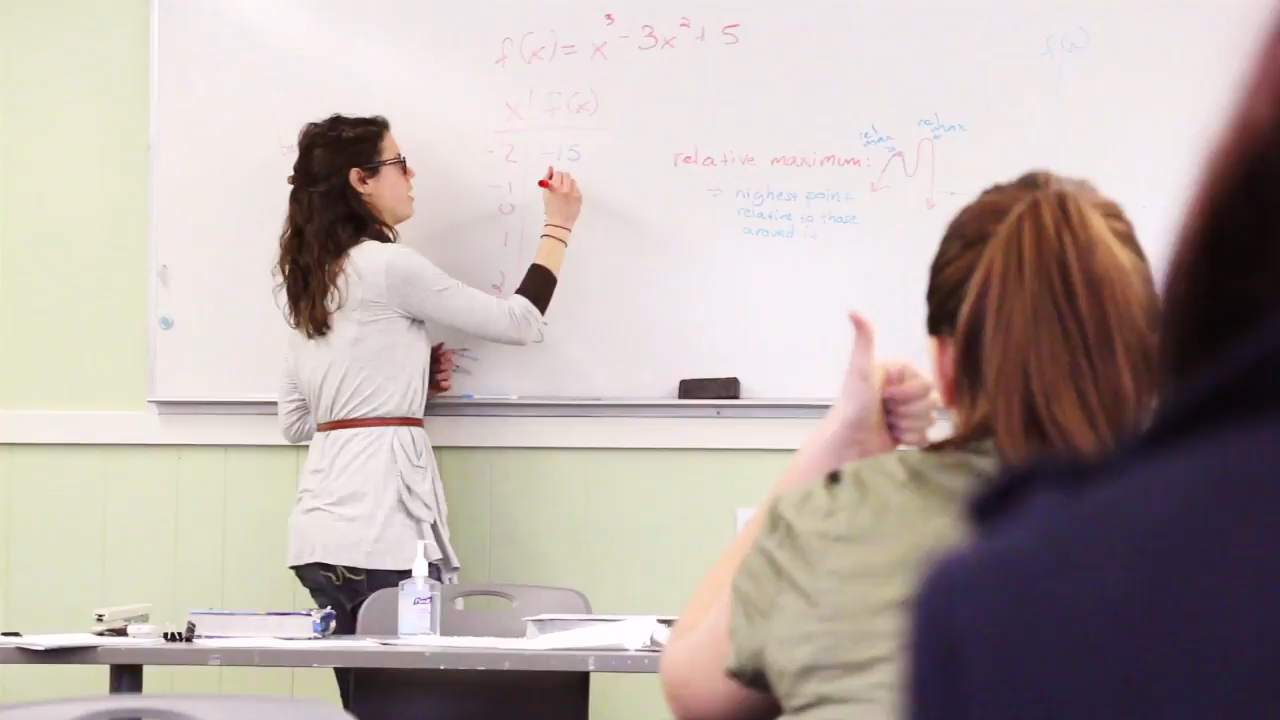 f(x) = x³ - 3x² + 5
x f(x)
-2 -15
-1
0
1
2
f(x)
rel max
rel max
relative maximum:
⇒ highest point
relative to those
around it
Purell